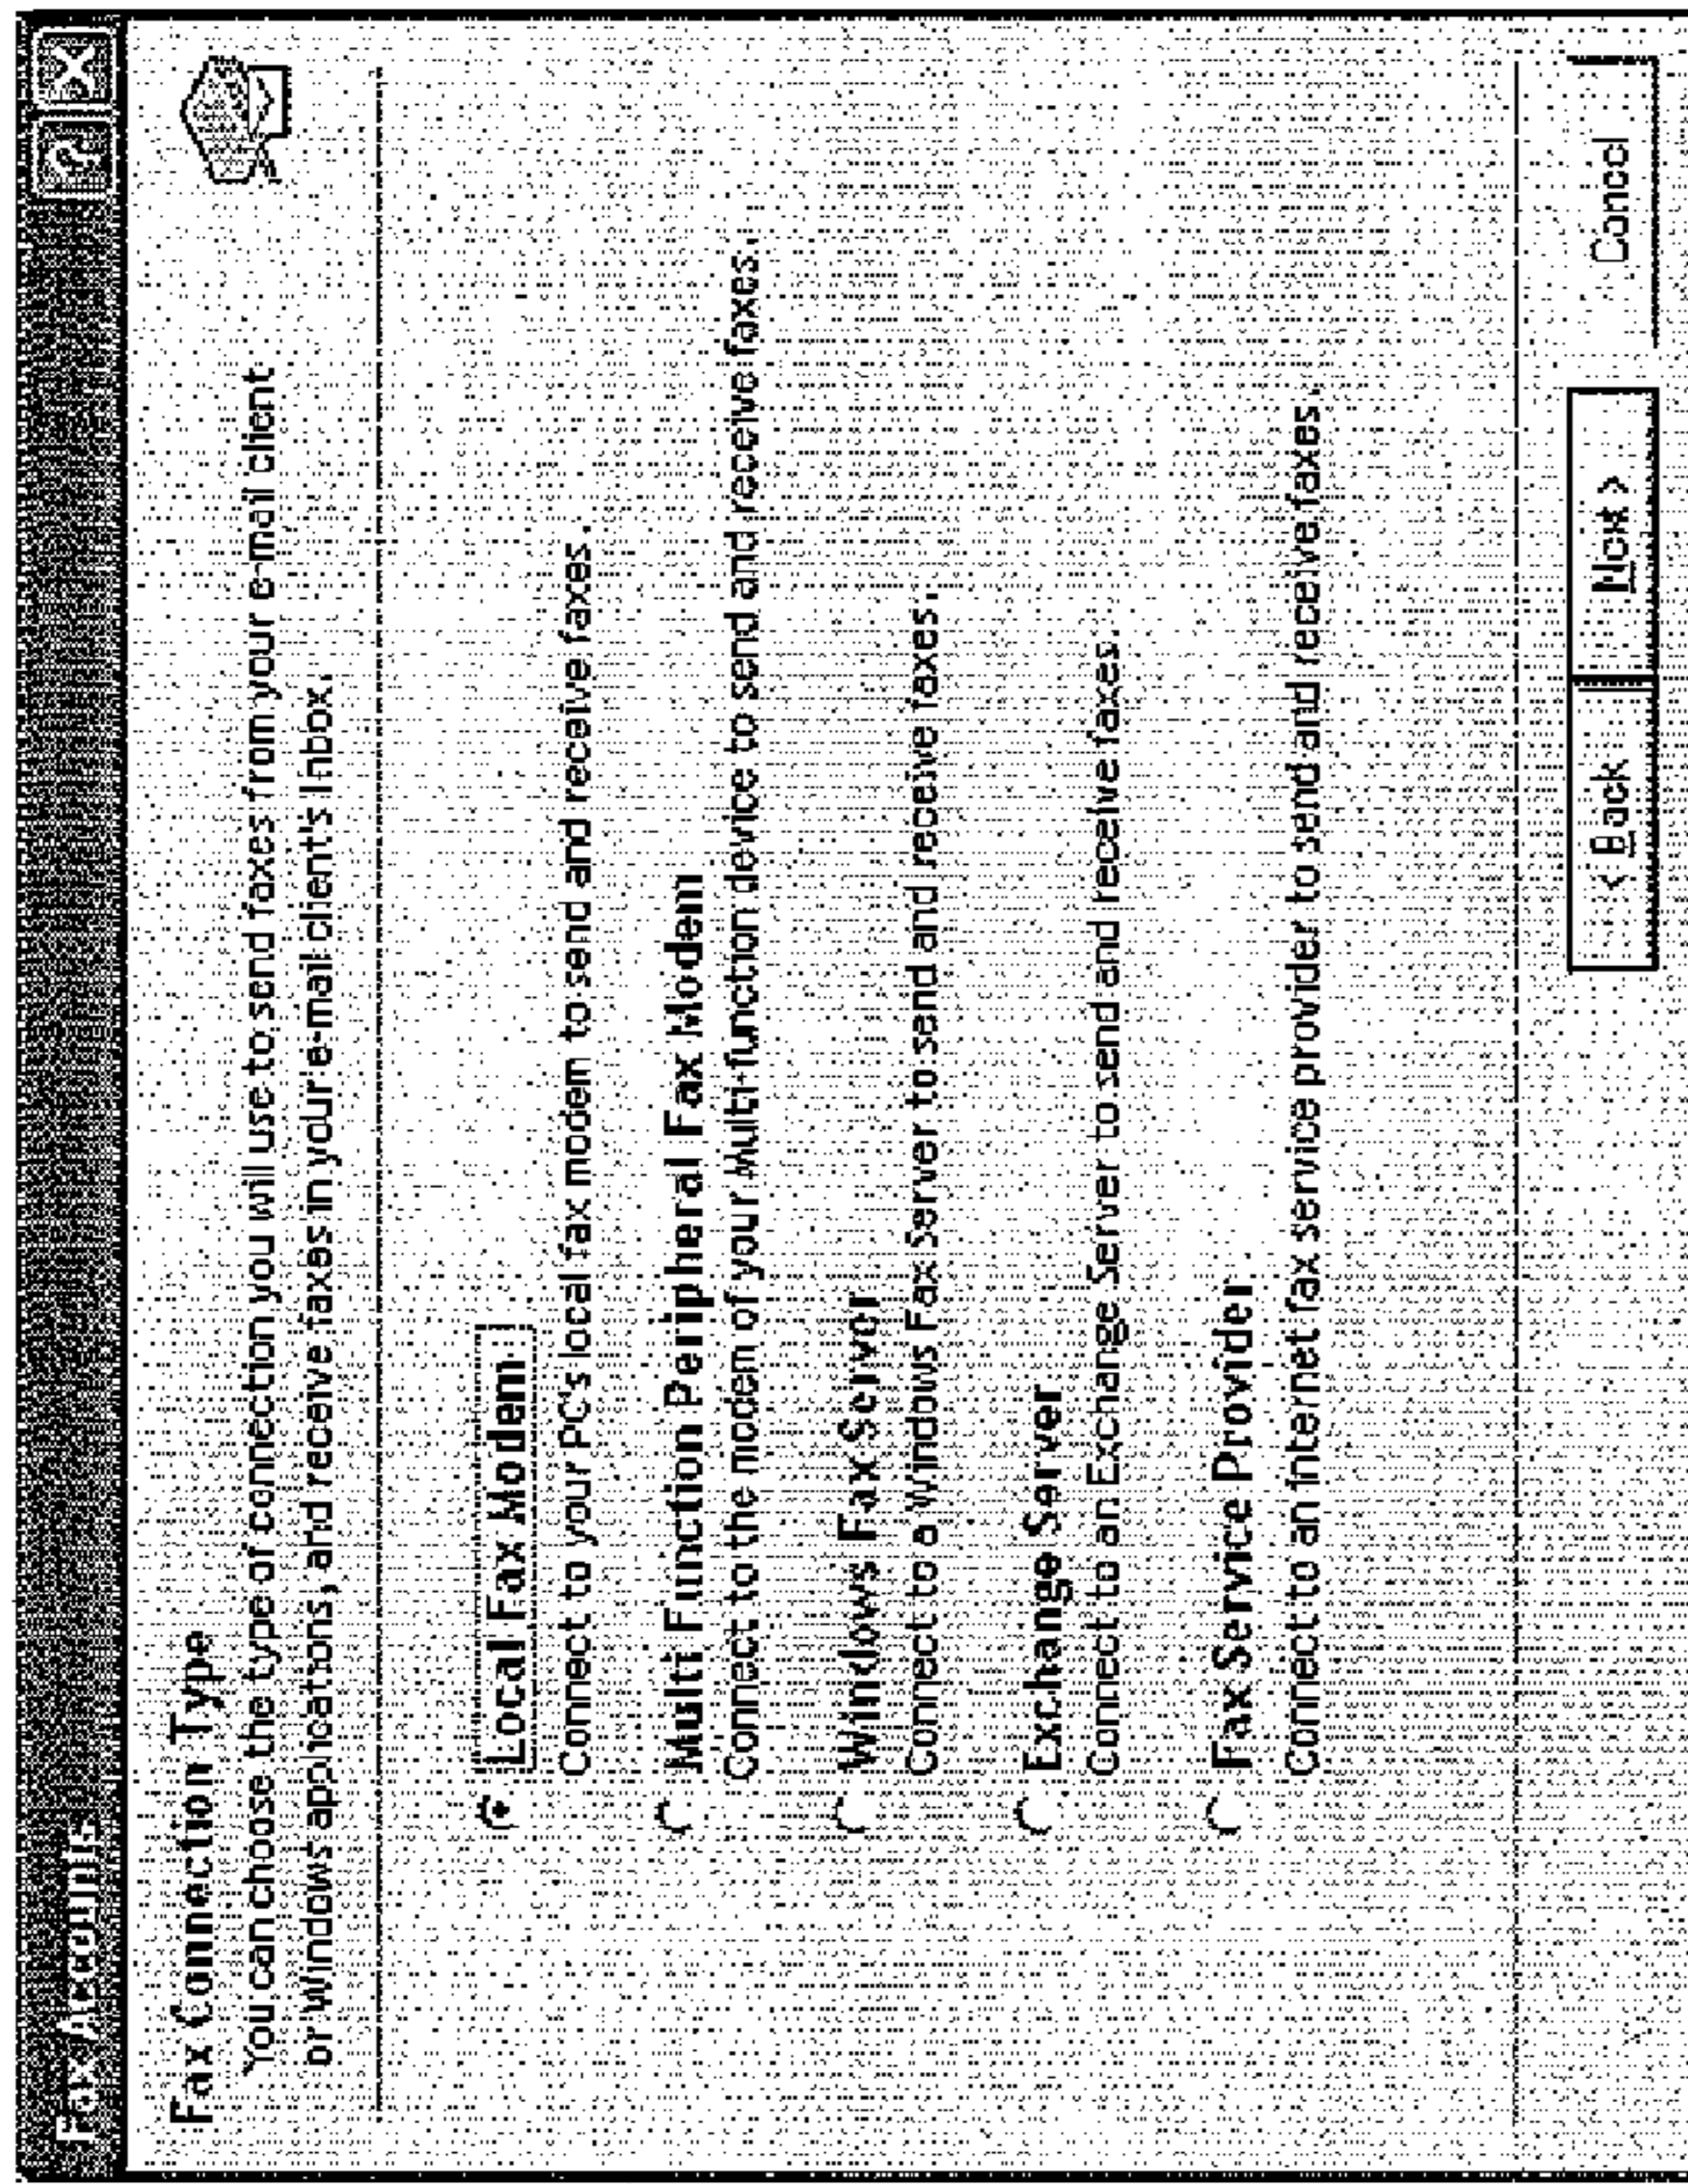 Fax Accounts
Fax Connection Type
You can choose the type of connection you will use to send faxes from your e-mail client
or Windows applications, and receive faxes in your e-mail client's Inbox.
Local Fax Modem
Connect to your PC's local fax modem to send and receive faxes.
Multi Function Peripheral Fax Modem
Connect to the modem of your Multi-function device to send and receive faxes.
Windows Fax Server
Connect to a Windows Fax Server to send and receive faxes.
Exchange Server
Connect to an Exchange Server to send and receive faxes.
Fax Service Provider
Connect to an Internet fax service provider to send and receive faxes.
< Back Next > Cancel